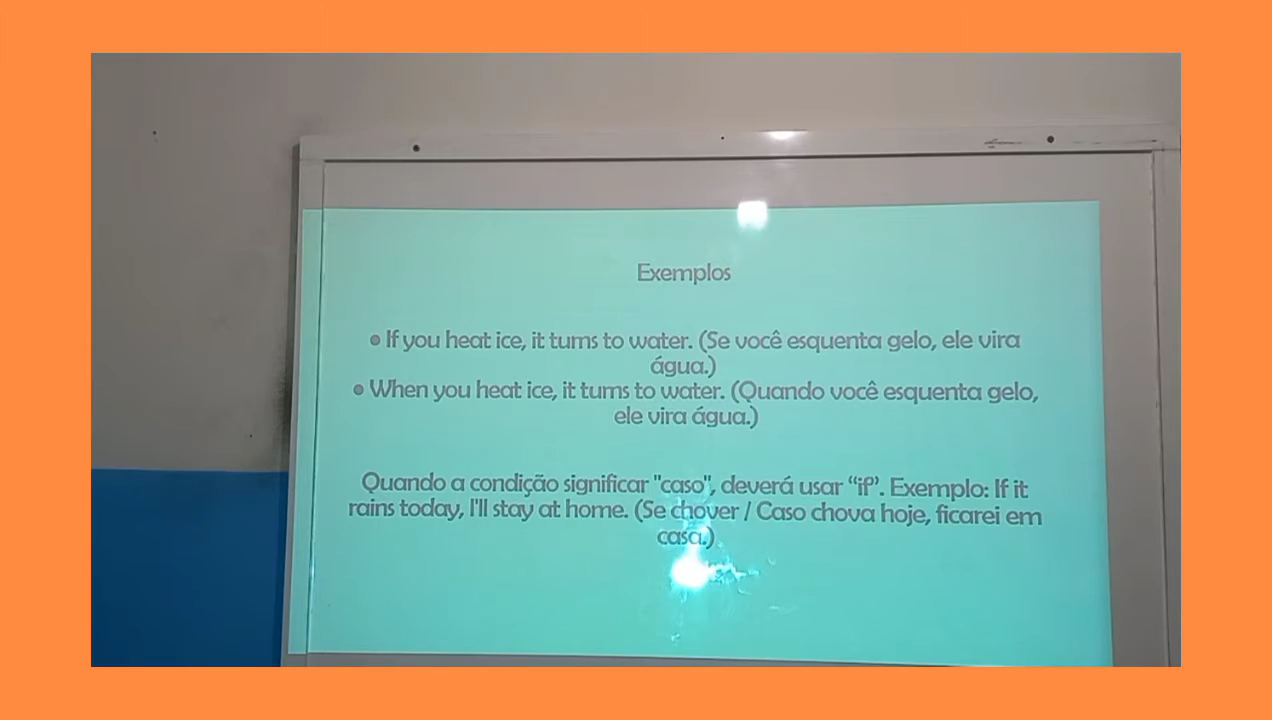 Exemplos
• If you heat ice, it turns to water. (Se você esquenta gelo, ele vira
água.)
• When you heat ice, it turns to water. (Quando você esquenta gelo,
ele vira água.)
Quando a condição significar "caso", deverá usar “if”. Exemplo: If it
rains today, I'll stay at home. (Se chover / Caso chova hoje, ficarei em
casa.)